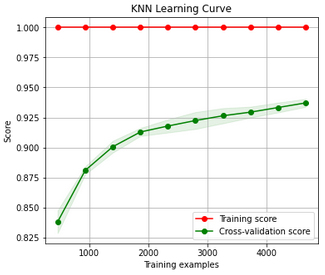 KNN Learning Curve
1.000
0.975
0.950
0.925
0.900
0.875
0.850
0.825
Score
Training score
Cross-validation score
1000 2000 3000 4000
Training examples